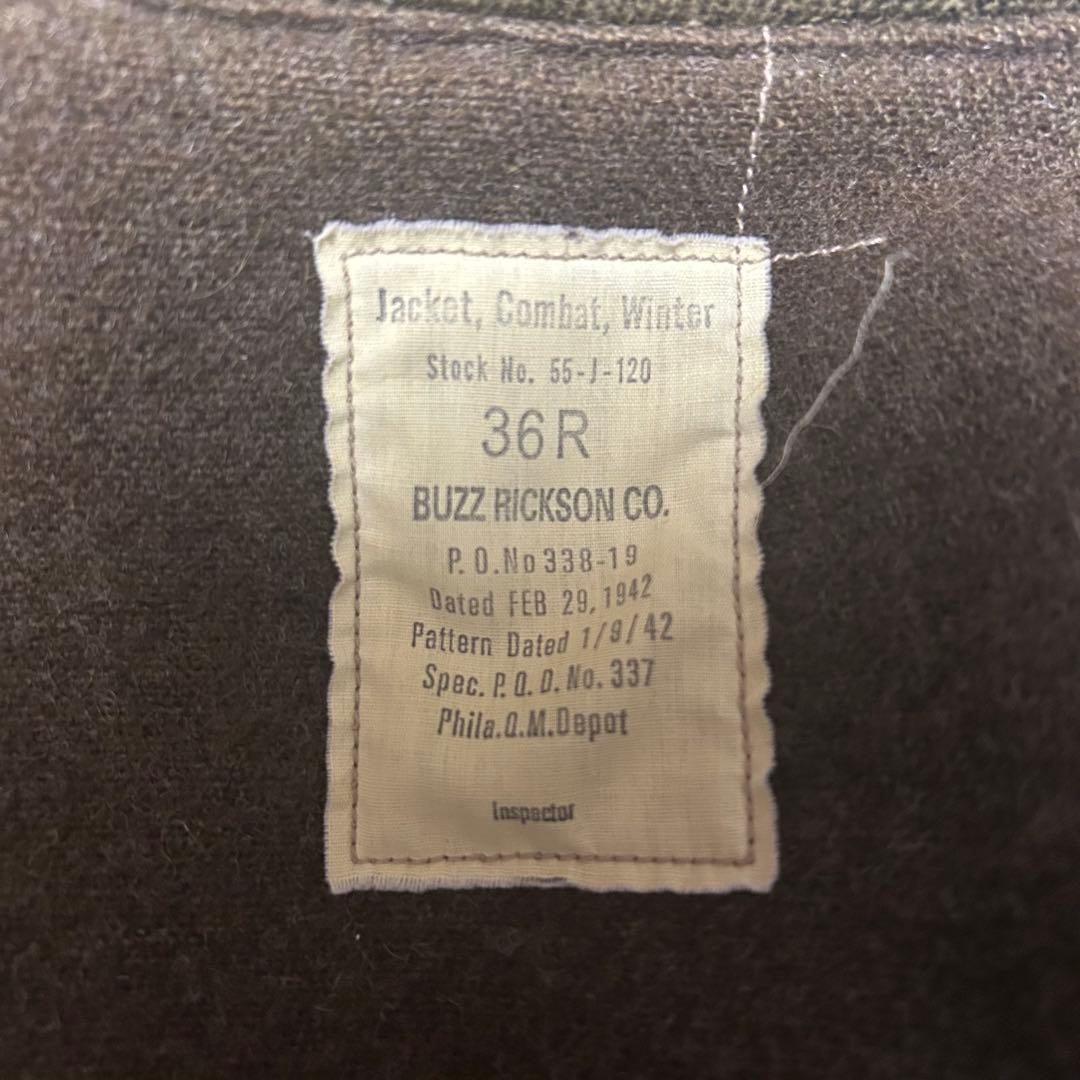 Jacket, Combat, Winter
Stock No. 55-J-120
36R
BUZZ RICKSON CO.
P.O.No 338-19
Dated FEB 29, 1942
Pattern Dated 1/9/42
Spec. P.Q.D. No. 337
Phila.Q.M.Depot
Inspector